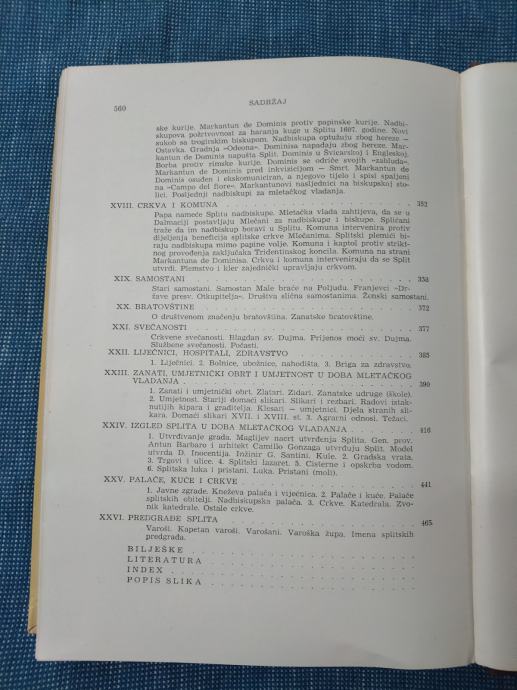 560 SADRŽAJ
ske kurije. Markantun de Dominis protiv papinske kurije. Nadbi-
skupova požrtvovnost za haranja kuge u Splitu 1607. godine. Novi
sukob sa trogirskim biskupom. Nadbiskupa optužuju zbog hereze —
Ostavka. Gradnja »Odeona«. Dominisa napadaju zbog hereze. Mar-
kantun de Dominis napušta Split. Dominis u Švicarskoj i Engleskoj.
Borba protiv rimske kurije. Dominis se odriče svojih »zabluda«.
Markantun de Dominis pred inkvizicijom — Smrt. Markantun de
Dominis osuđen i ekskomuniciran, a njegovo tijelo i spisi spaljeni
na »Campo del fiore«. Markantunovi nasljednici na biskupskoj sto-
lici. Posljednji nadbiskupi za mletačkog vladanja.
XVIII. CRKVA I KOMUNA 352
Papa nameće Splitu nadbiskupe. Mletačka vlada zahtijeva, da se u
Dalmaciji postavljaju Mlečani za nadbiskupe i biskupe. Splićani
traže da im nadbiskup boravi u Splitu. Komuna intervenira protiv
dijeljenja beneficija splitske crkve Mlečanima. Splitski plemići bi-
raju nadbiskupa mimo papine volje. Komuna i kaptol protiv strikt-
nog provođenja zaključaka Tridentinskog koncila. Komuna na strani
Markantuna de Dominisa. Crkva i komuna interveniraju da se Split
utvrdi. Plemstvo i kler zajednički upravljaju crkvom.
XIX. SAMOSTANI 358
Stari samostani. Samostan Male braće na Poljudu. Franjevci »Dr-
žave presv. Otkupitelja«. Društva slična samostanima. Ženski samostani.
XX. BRATOVŠTINE 372
O društvenom značenju bratovština. Zanatske bratovštine.
XXI. SVEČANOSTI 377
Crkvene svečanosti. Blagdan sv. Dujma. Prijenos moći sv. Dujma.
Službene svečanosti. Počasti.
XXII. LIJEČNICI, HOSPITALI, ZDRAVSTVO 385
1. Liječnici. 2. Bolnice, ubožnice, nahodišta. 3. Briga za zdravstvo.
XXIII. ZANATI, UMJETNIČKI OBRT I UMJETNOST U DOBA MLETAČKOG
VLADANJA 390
1. Zanati i umjetnički obrt. Zlatari. Zidari. Zanatske udruge (škole).
2. Umjetnost. Stariji domaći slikari. Slikari i rezbari. Radovi istak-
nutijih kipara i graditelja. Klesari — umjetnici. Djela stranih sli-
kara. Domaći slikari XVII. i XVIII. st. 3. Agrarni odnosi. Težaci.
XXIV. IZGLED SPLITA U DOBA MLETAČKOG VLADANJA 416
1. Utvrđivanje grada. Maglijev nacrt utvrđenja Splita. Gen. prov.
Antun Barbaro i arhitekt Camillo Gonzaga utvrđuju Split. Model
utvrda D. Inocentija. Inžinir G. Santini. Kule. 2. Gradska vrata.
3. Trgovi i ulice. 4. Splitski lazaret. 5. Cisterne i opskrba vodom.
6. Splitska luka i pristani. Luka. Pristani (moli).
XXV. PALAČE, KUĆE I CRKVE 441
1. Javne zgrade. Kneževa palača i vijećnica. 2. Palače i kuće. Palače
splitskih obitelji. Nadbiskupska palača. 3. Crkve. Katedrala. Zvo-
nik katedrale. Ostale crkve.
XXVI. PREDGRAĐE SPLITA 465
Varoši. Kapetan varoši. Varošani. Varoška župa. Imena splitskih
predgrađa.
BILJEŠKE
LITERATURA
INDEX
POPIS SLIKA